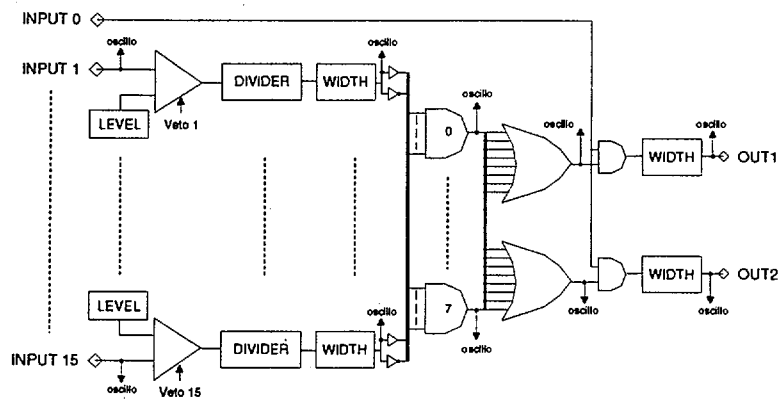 INPUT 0
oscillo
oscillo
INPUT 1
DIVIDER
WIDTH
LEVEL
Veto 1
oscillo
0
oscillo
oscillo
WIDTH
OUT1
LEVEL
oscillo
7
WIDTH
OUT2
INPUT 15
DIVIDER
WIDTH
oscillo
oscillo
oscillo
oscillo
Veto 15